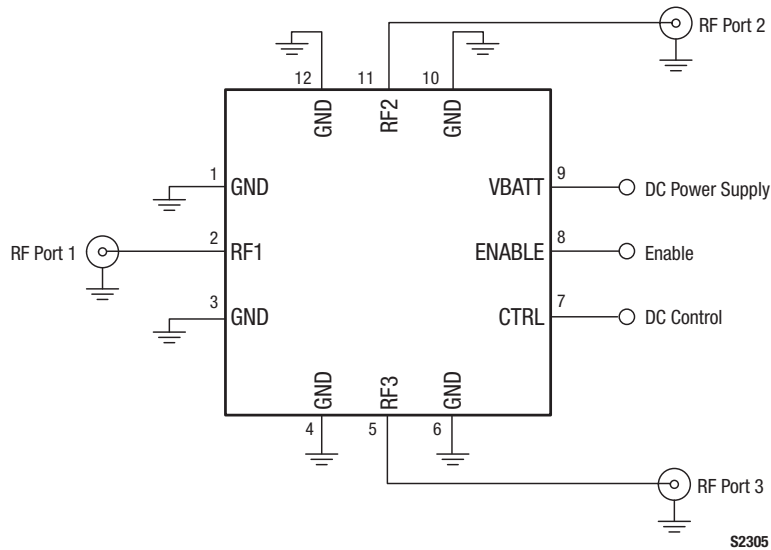 RF Port 2
12
11
10
GND
RF2
GND
1
GND
VBATT
9
DC Power Supply
RF Port 1
2
RF1
ENABLE
8
Enable
3
GND
CTRL
7
DC Control
GND
RF3
GND
4
5
6
RF Port 3
S2305